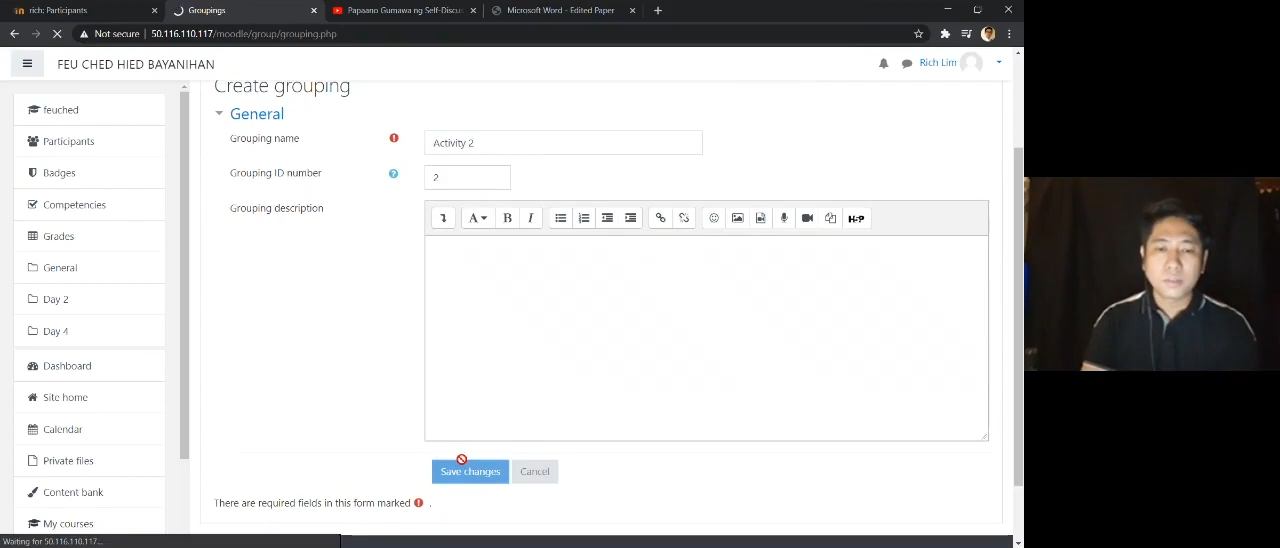 rich: Participants
Groupings
Papaano Gumawa ng Self-Discus
Microsoft Word - Edited Paper
Not secure | 50.116.110.117/moodle/group/grouping.php
FEU CHED HIED BAYANIHAN
Rich Lim
feuched
Participants
Badges
Competencies
Grades
General
Day 2
Day 4
Dashboard
Site home
Calendar
Private files
Content bank
My courses
Create grouping
General
Grouping name
Activity 2
Grouping ID number
2
Grouping description
A B I H-P
Save changes
Cancel
There are required fields in this form marked .
Waiting for 50.116.110.117...